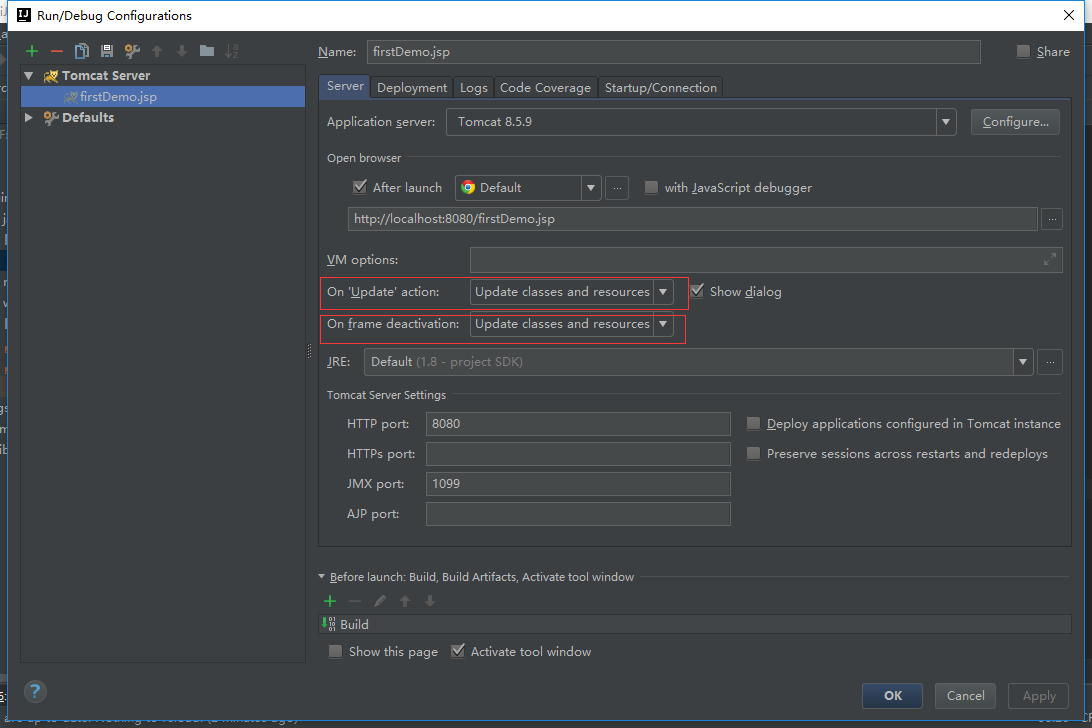 Run/Debug Configurations
Name: firstDemo.jsp Share
Tomcat Server
firstDemo.jsp
Defaults
Server Deployment Logs Code Coverage Startup/Connection
Application server: Tomcat 8.5.9 Configure...
Open browser
After launch Default ... with JavaScript debugger
http://localhost:8080/firstDemo.jsp ...
VM options:
On 'Update' action: Update classes and resources Show dialog
On frame deactivation: Update classes and resources
JRE: Default (1.8 - project SDK) ...
Tomcat Server Settings
HTTP port: 8080 Deploy applications configured in Tomcat instance
HTTPs port: Preserve sessions across restarts and redeploys
JMX port: 1099
AJP port:
Before launch: Build, Build Artifacts, Activate tool window
Build
Show this page Activate tool window
? OK Cancel Apply